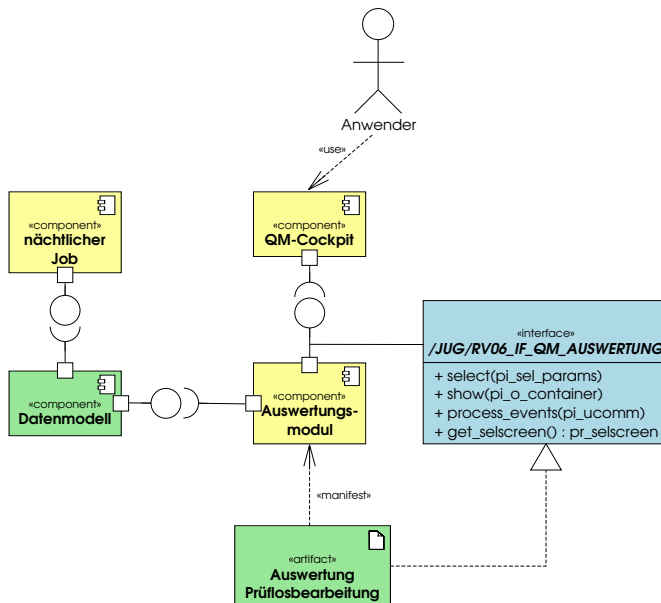 Anwender
«use»
«component»
nächtlicher
Job
«component»
QM-Cockpit
«interface»
/JUG/RV06_IF_QM_AUSWERTUNG
+ select(pi_sel_params)
+ show(pi_o_container)
+ process_events(pi_ucomm)
+ get_selscreen() : pr_selscreen
«component»
Datenmodell
«component»
Auswertungs-
modul
«manifest»
«artifact»
Auswertung
Prüflosbearbeitung